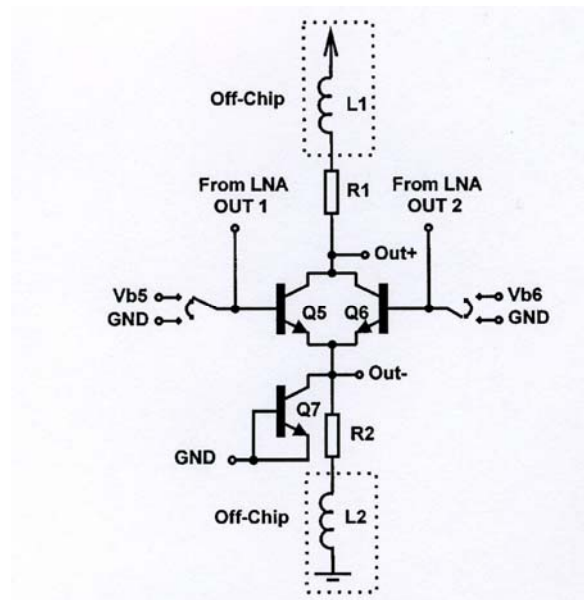 Off-Chip
L1
From LNA
OUT 1
R1
From LNA
OUT 2
Out+
Vb5
GND
Q5
Q6
Vb6
GND
Out-
Q7
R2
GND
Off-Chip
L2